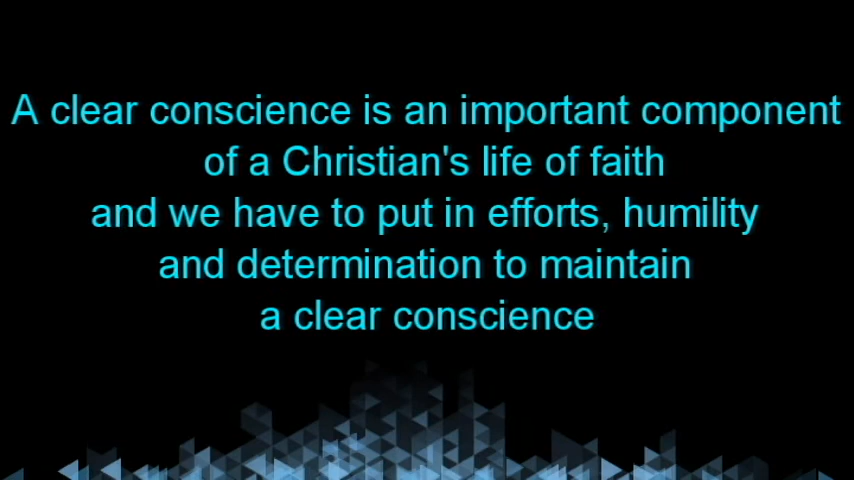 A clear conscience is an important component
of a Christian's life of faith
and we have to put in efforts, humility
and determination to maintain
a clear conscience